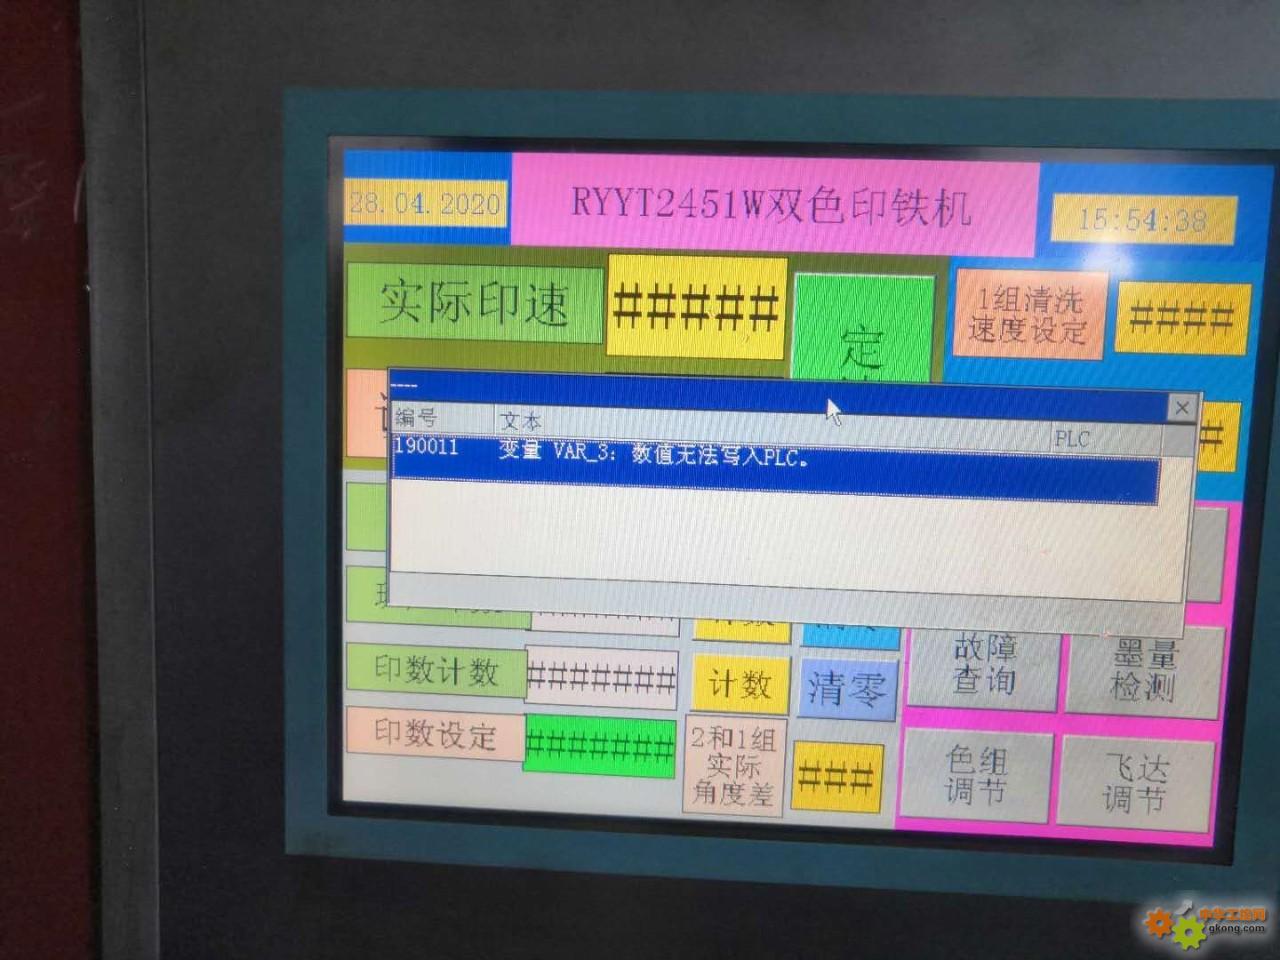 28.04.2020
RYYT2451W双色印铁机
15:54:38
实际印速
#####
定
1组清洗
速度设定
####
编号
文本
PLC
190011
变量 VAR_3: 数值无法写入PLC。
计数
故障
查询
墨量
检测
印数计数
#######
计数
清零
印数设定
#######
2和1组
实际
角度差
###
色组
调节
飞达
调节
中华工控网
gkong.com